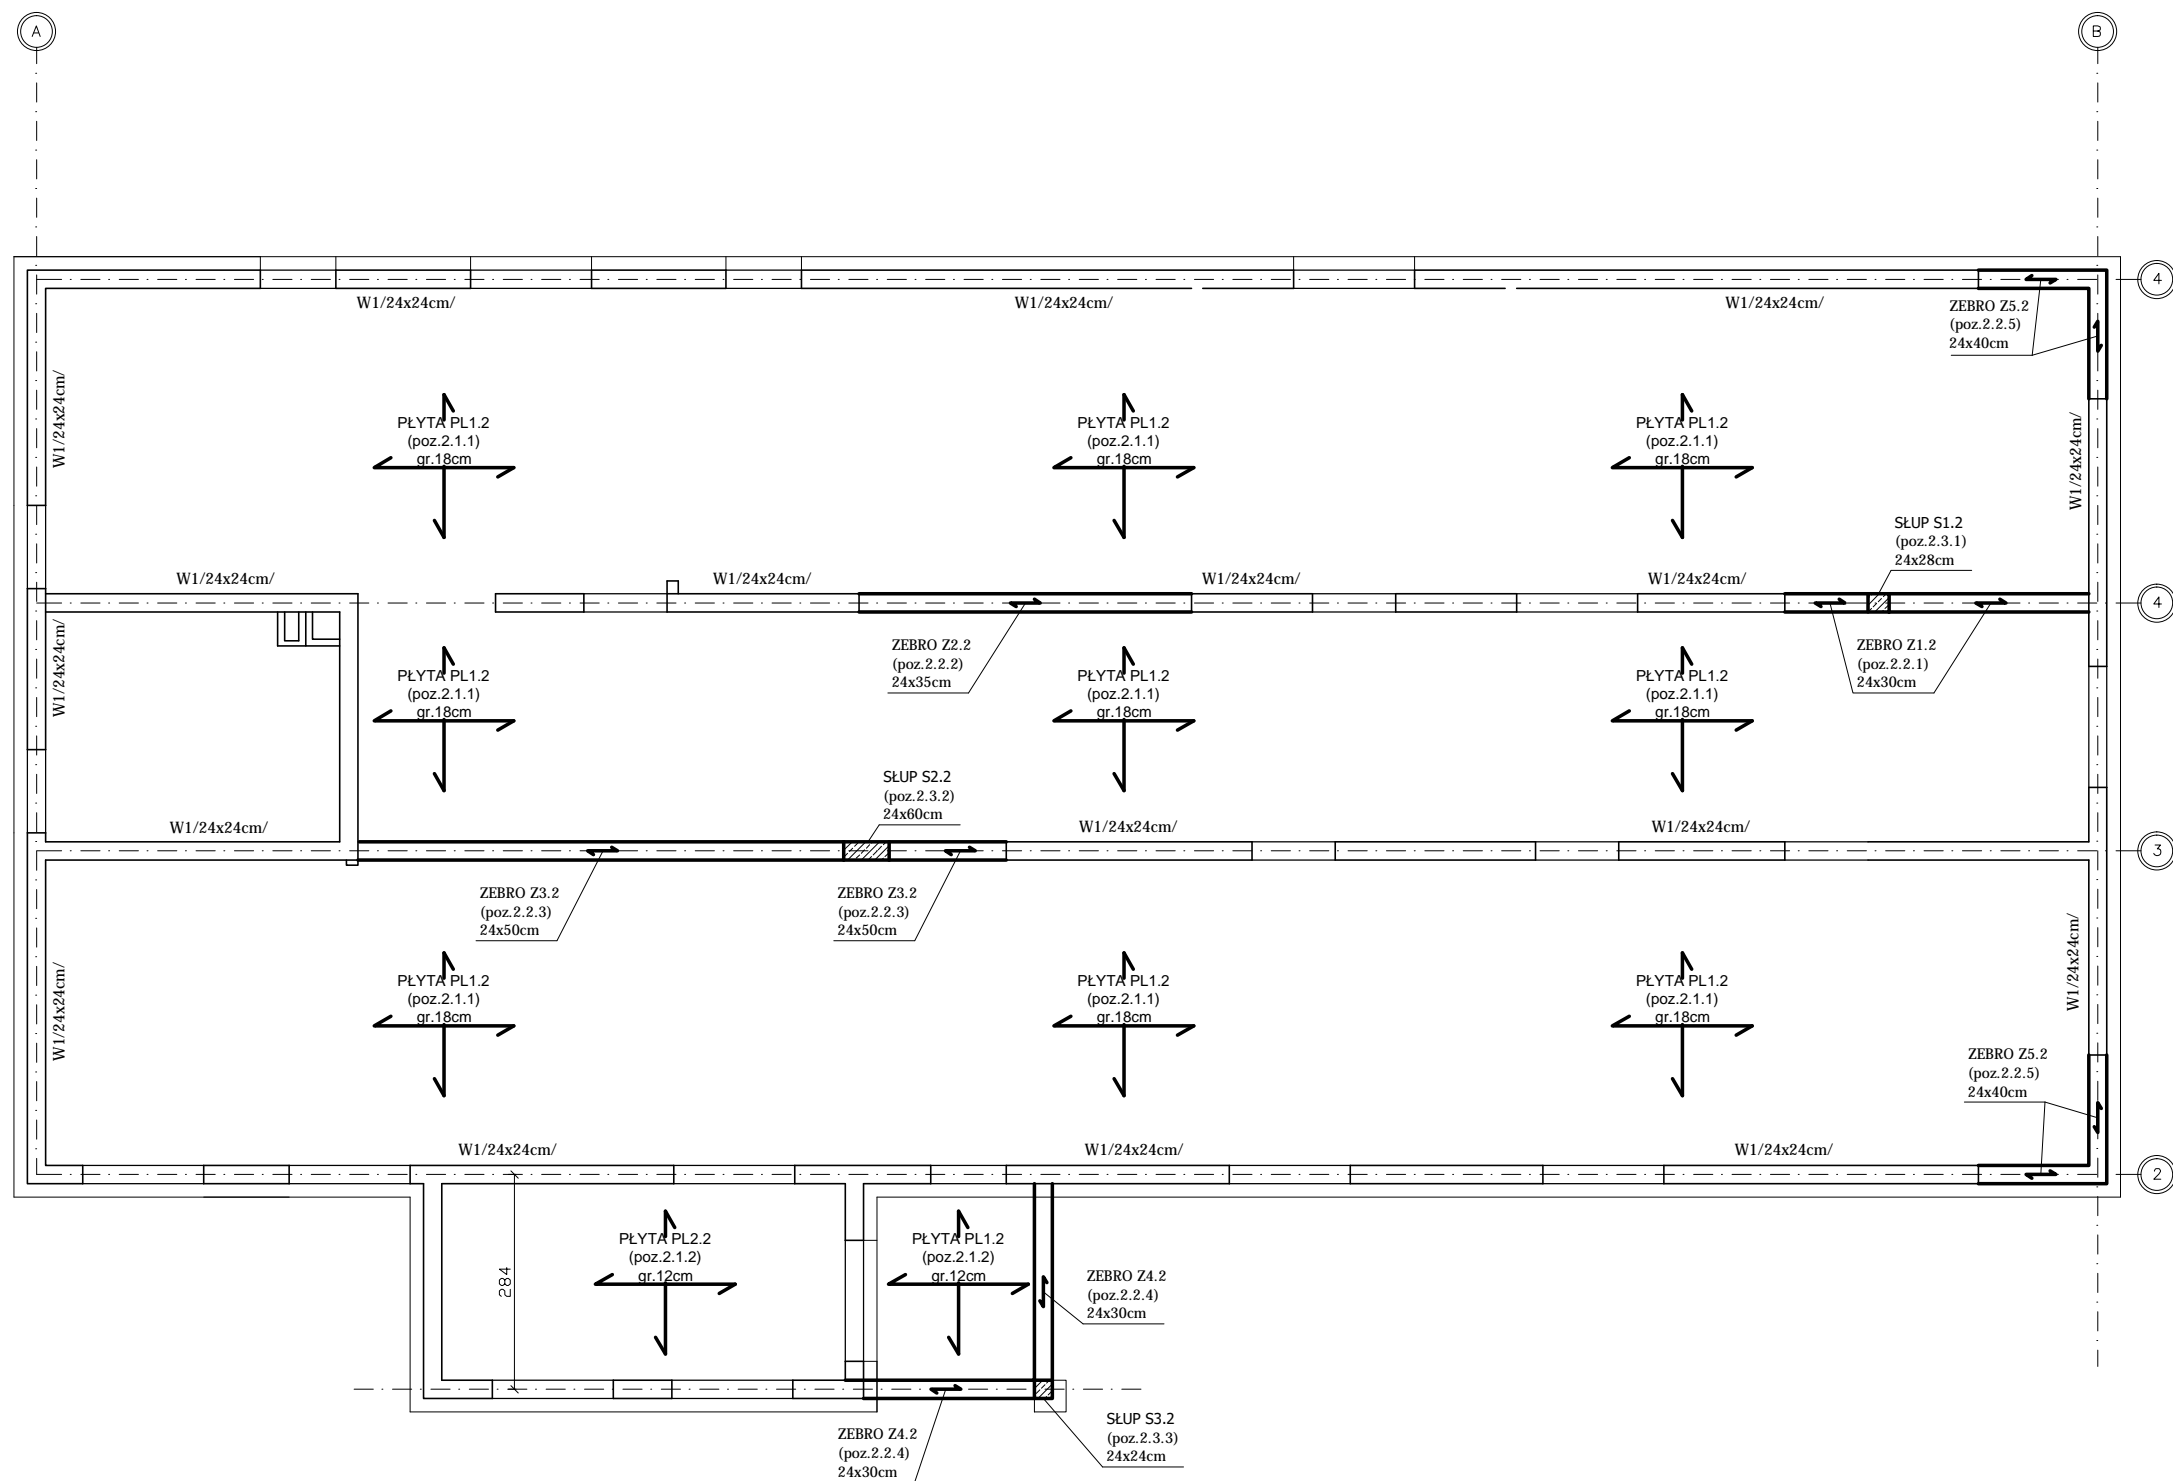 A
B
W1/24x24cm/
W1/24x24cm/
W1/24x24cm/
4
ZEBRO Z5.2
(poz.2.2.5)
24x40cm
W1/24x24cm/
PŁYTA PL1.2
(poz.2.1.1)
gr.18cm
PŁYTA PL1.2
(poz.2.1.1)
gr.18cm
PŁYTA PL1.2
(poz.2.1.1)
gr.18cm
W1/24x24cm/
SŁUP S1.2
(poz.2.3.1)
24x28cm
W1/24x24cm/
W1/24x24cm/
W1/24x24cm/
W1/24x24cm/
4
W1/24x24cm/
PŁYTA PL1.2
(poz.2.1.1)
gr.18cm
ZEBRO Z2.2
(poz.2.2.2)
24x35cm
PŁYTA PL1.2
(poz.2.1.1)
gr.18cm
PŁYTA PL1.2
(poz.2.1.1)
gr.18cm
ZEBRO Z1.2
(poz.2.2.1)
24x30cm
SŁUP S2.2
(poz.2.3.2)
24x60cm
W1/24x24cm/
W1/24x24cm/
W1/24x24cm/
3
ZEBRO Z3.2
(poz.2.2.3)
24x50cm
ZEBRO Z3.2
(poz.2.2.3)
24x50cm
W1/24x24cm/
W1/24x24cm/
PŁYTA PL1.2
(poz.2.1.1)
gr.18cm
PŁYTA PL1.2
(poz.2.1.1)
gr.18cm
PŁYTA PL1.2
(poz.2.1.1)
gr.18cm
ZEBRO Z5.2
(poz.2.2.5)
24x40cm
W1/24x24cm/
W1/24x24cm/
W1/24x24cm/
2
284
PŁYTA PL2.2
(poz.2.1.2)
gr.12cm
PŁYTA PL1.2
(poz.2.1.2)
gr.12cm
ZEBRO Z4.2
(poz.2.2.4)
24x30cm
ZEBRO Z4.2
(poz.2.2.4)
24x30cm
SŁUP S3.2
(poz.2.3.3)
24x24cm